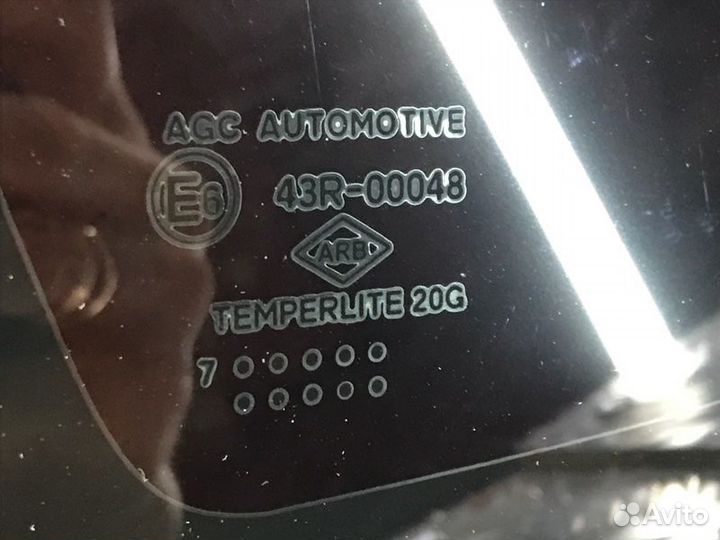 AGC AUTOMOTIVE
E6 43R-00048
ARB
TEMPERLITE 20G
7
Avito